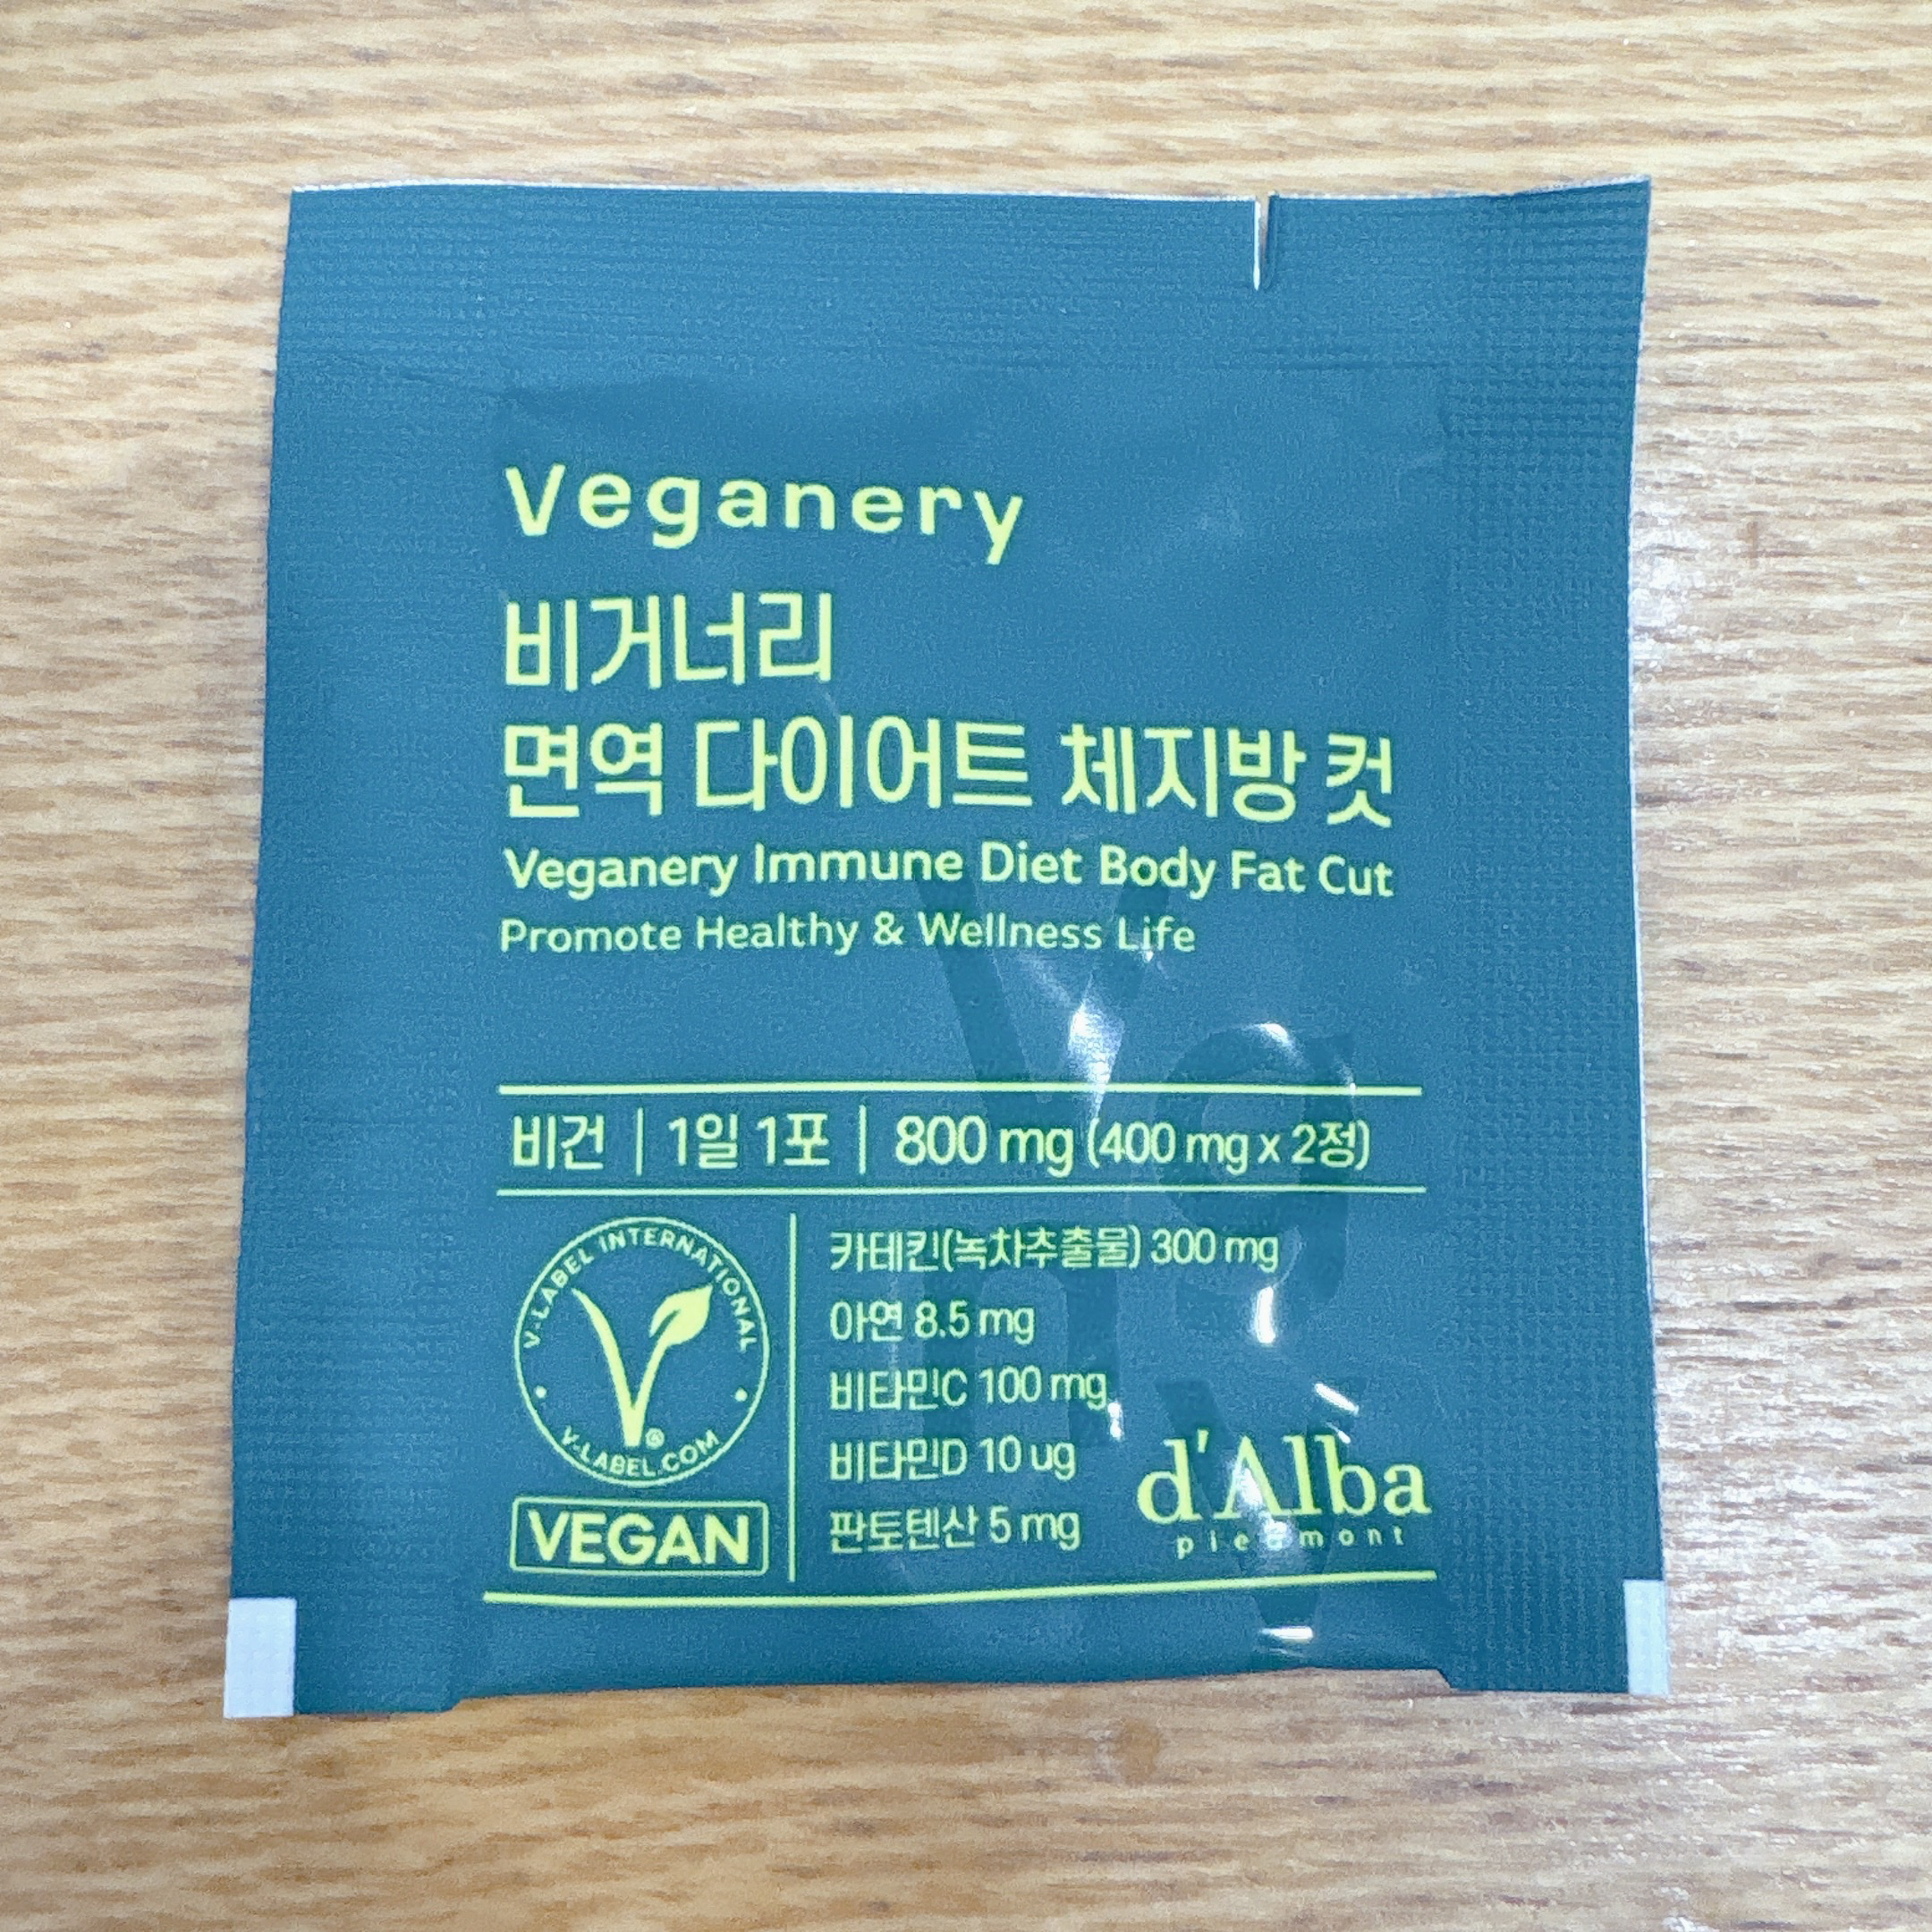 Veganery
비거너리
면역 다이어트 체지방 컷
Veganery Immune Diet Body Fat Cut
Promote Healthy & Wellness Life
비건 | 1일 1포 | 800 mg (400 mg x 2정)
V-LABEL INTERNATIONAL
V-LABEL.COM
VEGAN
카테킨(녹차추출물) 300 mg
아연 8.5 mg
비타민C 100 mg
비타민D 10 ug
판토텐산 5 mg
d'Alba
piedmont